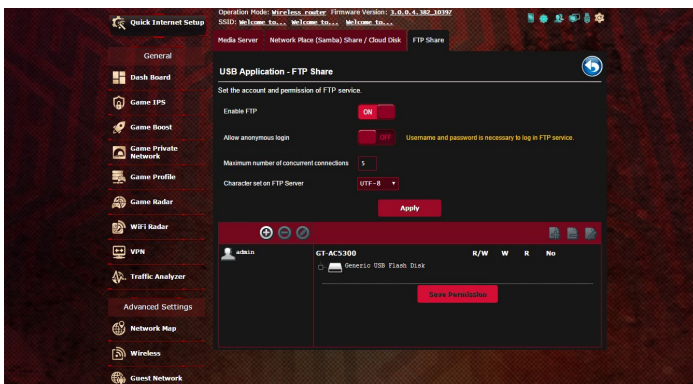 Quick Internet Setup
General
Dash Board
Game IPS
Game Boost
Game Private
Network
Game Profile
Game Radar
WiFi Radar
VPN
Traffic Analyzer
Advanced Settings
Network Map
Wireless
Guest Network
Operation Mode: Wireless router Firmware Version: 3.0.0.4.382_10397
SSID: Welcome to... Welcome to... Welcome to...
Media Server Network Place (Samba) Share / Cloud Disk FTP Share
USB Application - FTP Share
Set the account and permission of FTP service.
Enable FTP ON
Allow anonymous login OFF Username and password is necessary to log in FTP service.
Maximum number of concurrent connections 5
Character set on FTP Server UTF-8
Apply
admin
GT-AC5300 R/W W R No
Generic USB Flash Disk
Save Permission